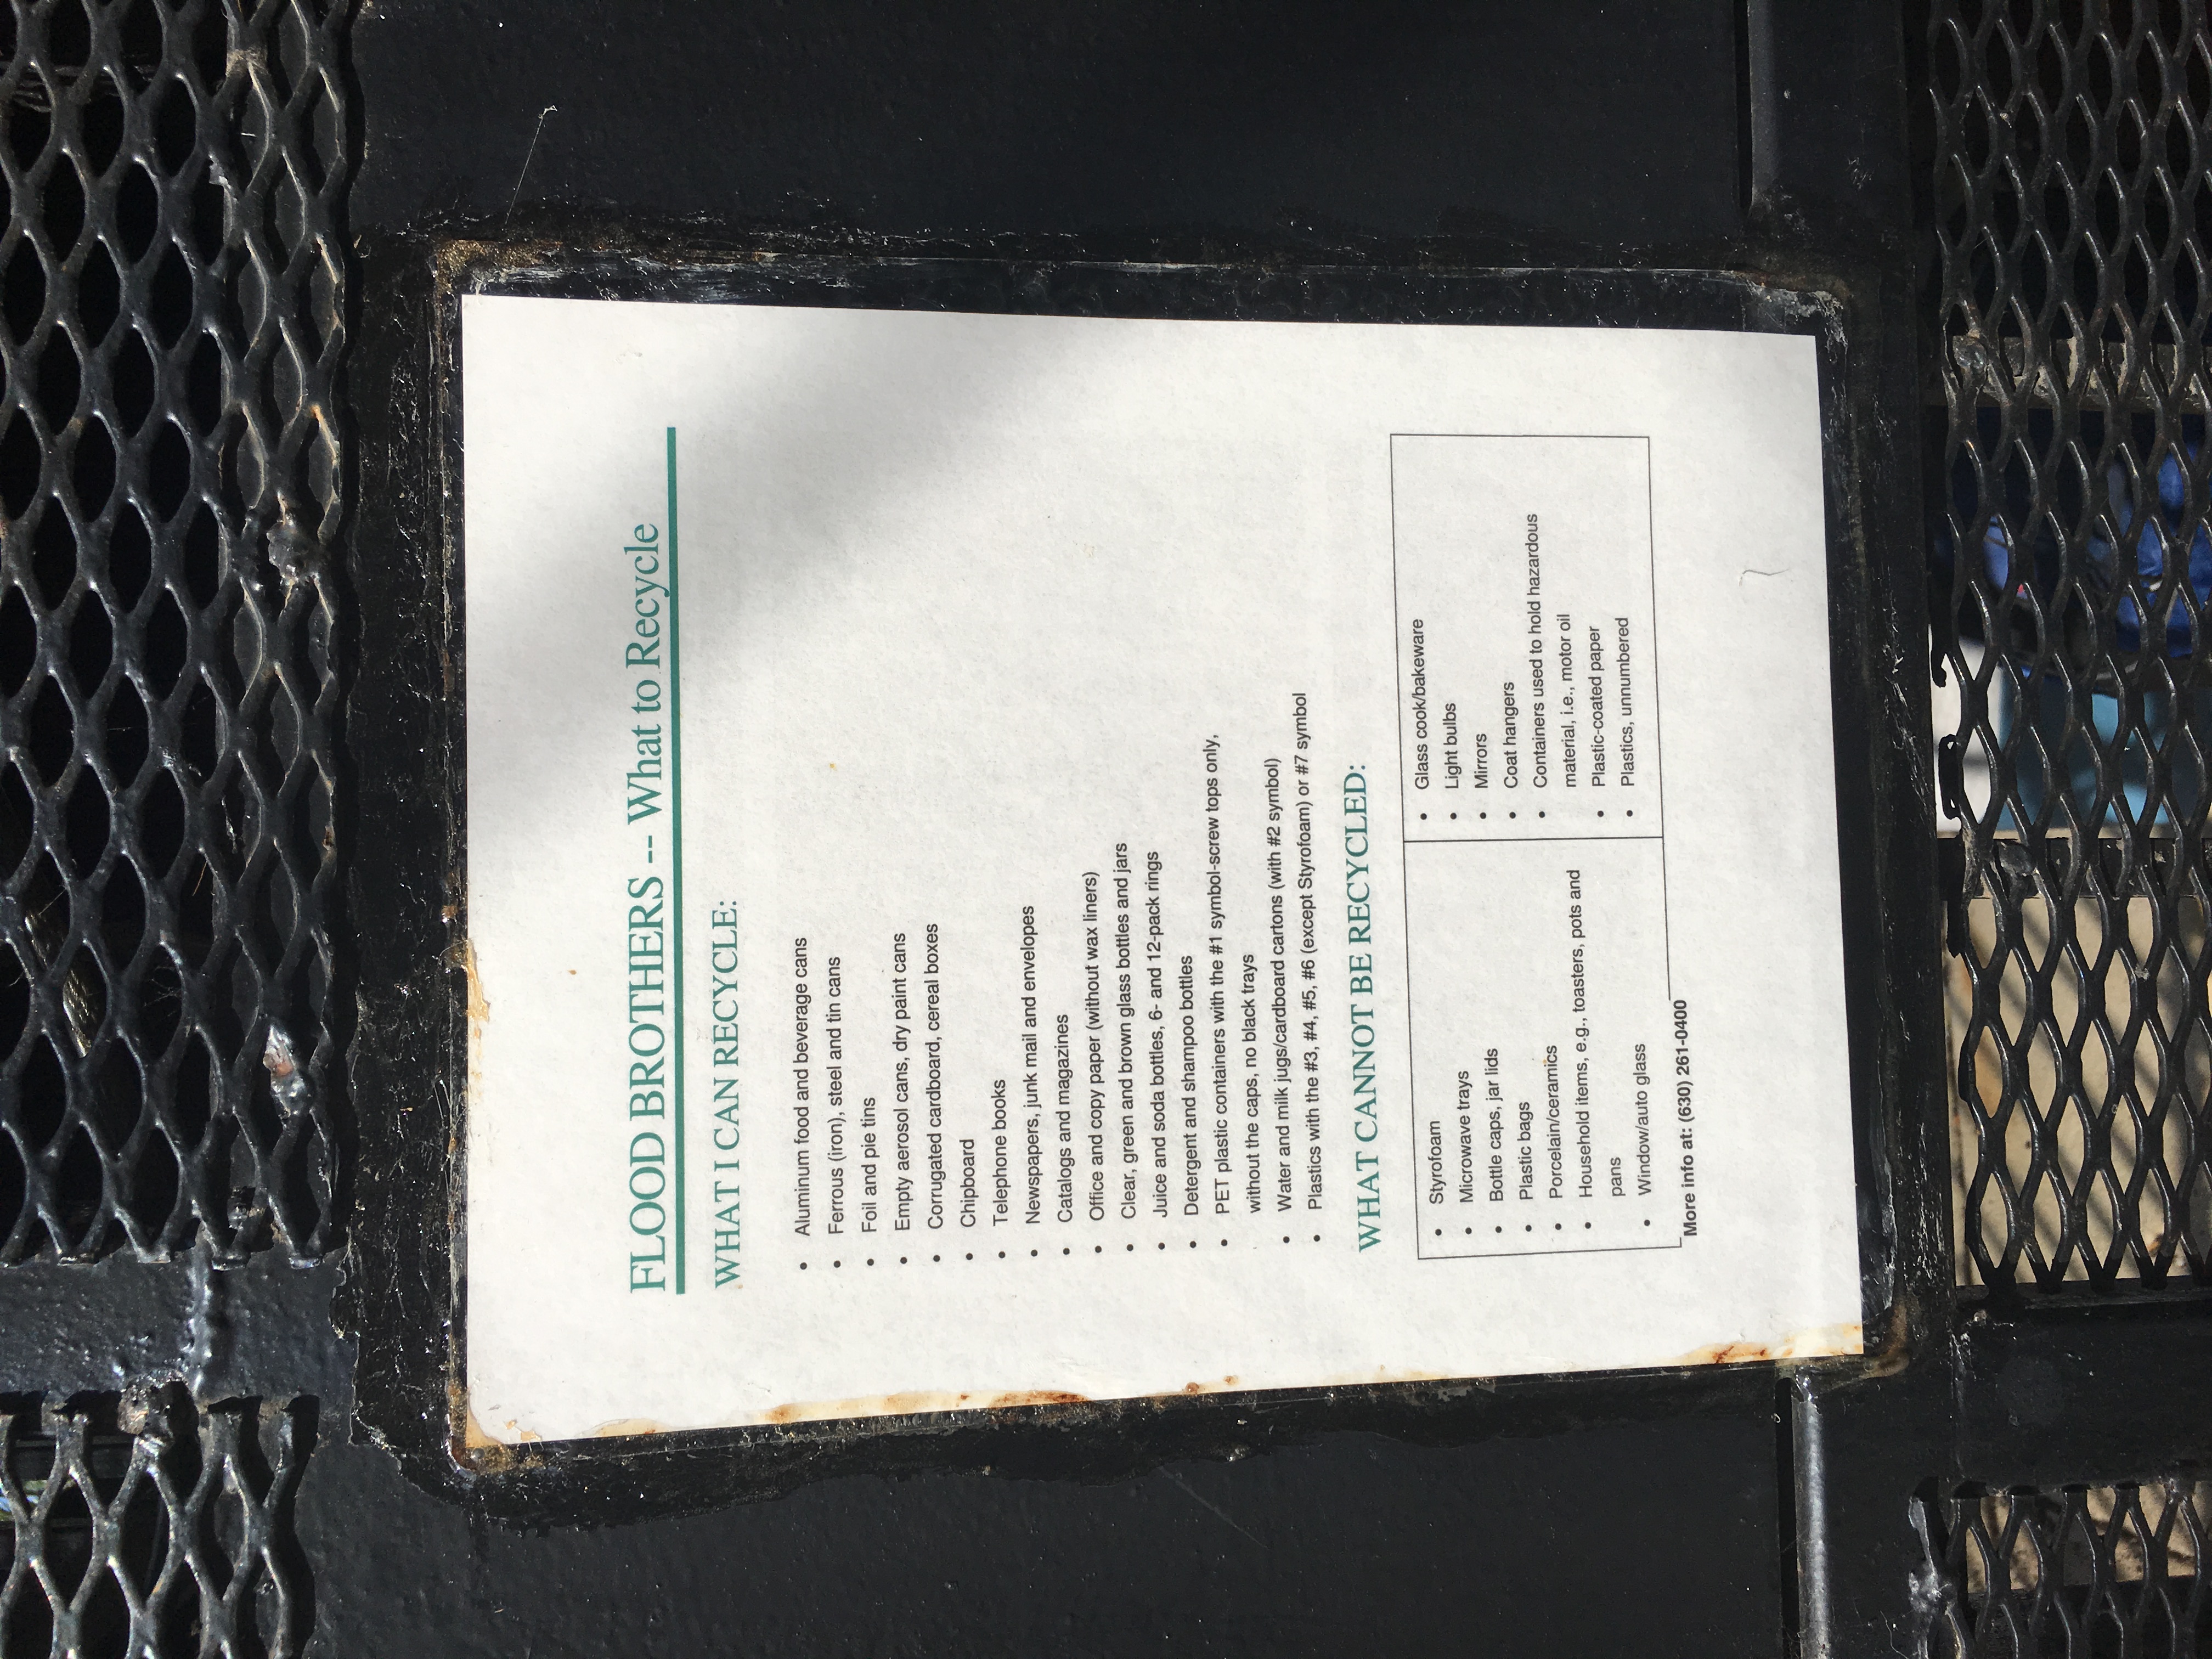 FLOOD BROTHERS -- What to Recycle
WHAT I CAN RECYCLE:
• Aluminum food and beverage cans
• Ferrous (iron), steel and tin cans
• Foil and pie tins
• Empty aerosol cans, dry paint cans
• Corrugated cardboard, cereal boxes
• Chipboard
• Telephone books
• Newspapers, junk mail and envelopes
• Catalogs and magazines
• Office and copy paper (without wax liners)
• Clear, green and brown glass bottles and jars
• Juice and soda bottles, 6- and 12-pack rings
• Detergent and shampoo bottles
• PET plastic containers with the #1 symbol-screw tops only,
without the caps, no black trays
• Water and milk jugs/cardboard cartons (with #2 symbol)
• Plastics with the #3, #4, #5, #6 (except Styrofoam) or #7 symbol
WHAT CANNOT BE RECYCLED:
• Styrofoam
• Microwave trays
• Bottle caps, jar lids
• Plastic bags
• Porcelain/ceramics
• Household items, e.g., toasters, pots and
pans
• Window/auto glass
• Glass cook/bakeware
• Light bulbs
• Mirrors
• Coat hangers
• Containers used to hold hazardous
material, i.e., motor oil
• Plastic-coated paper
• Plastics, unnumbered
More info at: (630) 261-0400